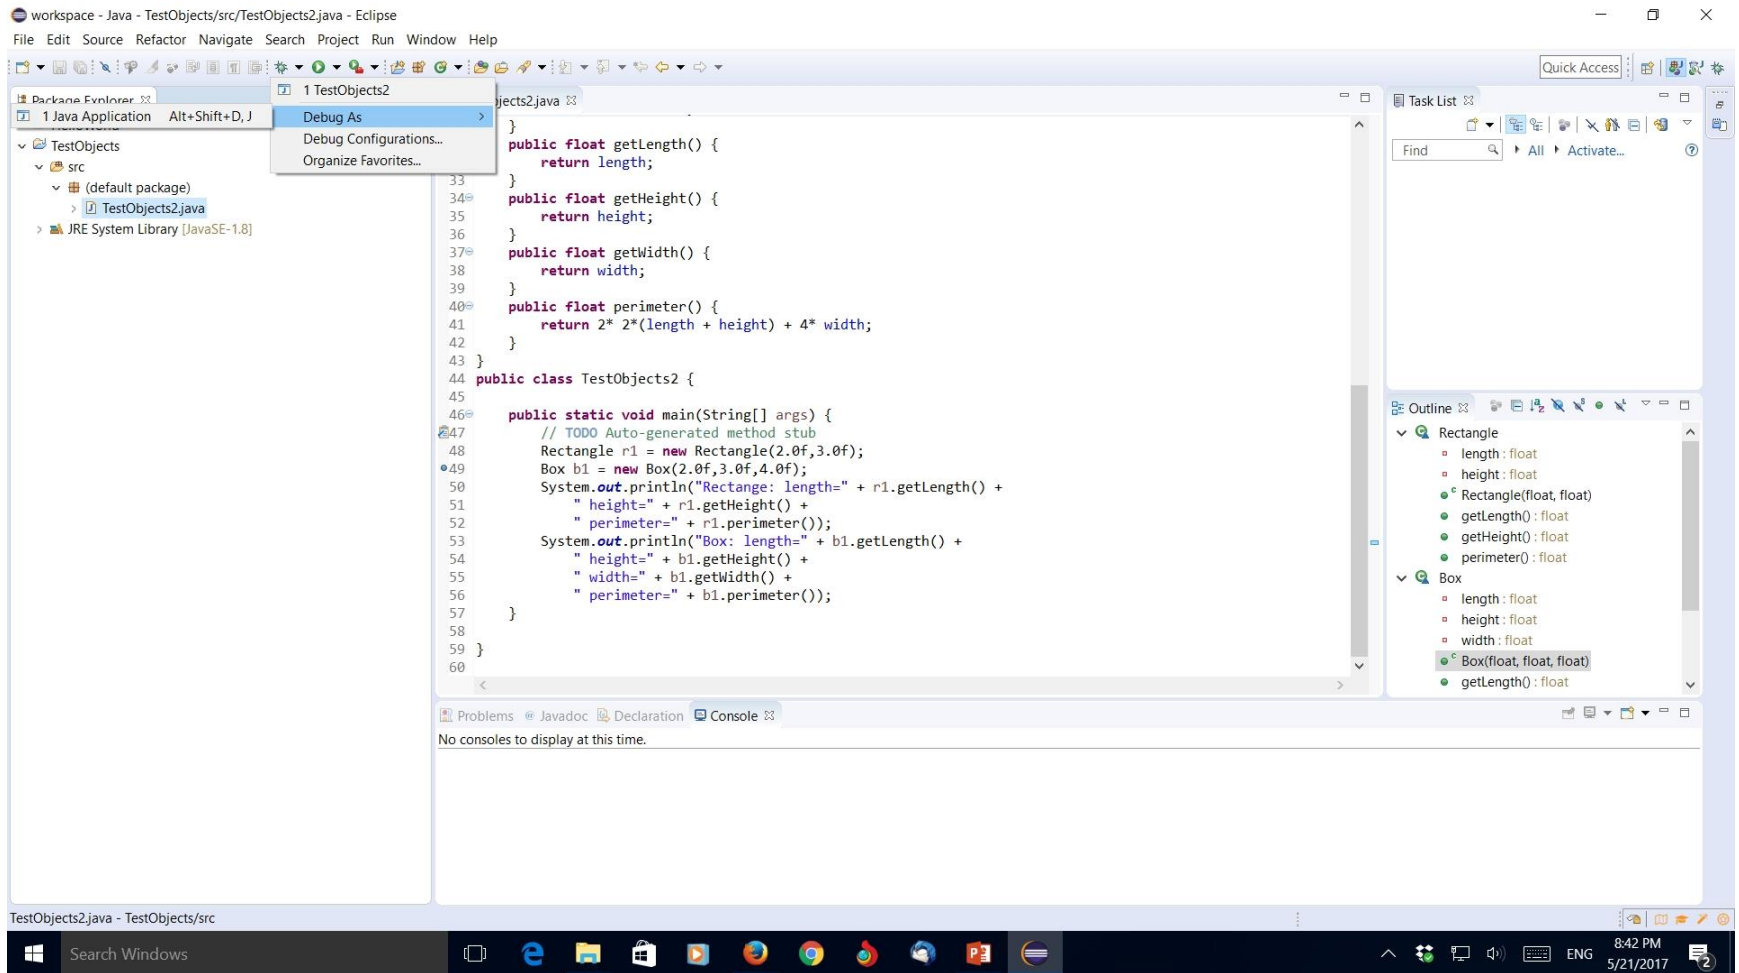 workspace - Java - TestObjects/src/TestObjects2.java - Eclipse
File Edit Source Refactor Navigate Search Project Run Window Help
Quick Access
Package Explorer
1 TestObjects2
Debug As
Debug Configurations...
Organize Favorites...
1 Java Application Alt+Shift+D, J
TestObjects
src
(default package)
TestObjects2.java
JRE System Library [JavaSE-1.8]
jects2.java
}
public float getLength() {
return length;
33 }
34 public float getHeight() {
35 return height;
36 }
37 public float getWidth() {
38 return width;
39 }
40 public float perimeter() {
41 return 2* 2*(length + height) + 4* width;
42 }
43 }
44 public class TestObjects2 {
45
46 public static void main(String[] args) {
47 // TODO Auto-generated method stub
48 Rectangle r1 = new Rectangle(2.0f,3.0f);
49 Box b1 = new Box(2.0f,3.0f,4.0f);
50 System.out.println("Rectange: length=" + r1.getLength() +
51 " height=" + r1.getHeight() +
52 " perimeter=" + r1.perimeter());
53 System.out.println("Box: length=" + b1.getLength() +
54 " height=" + b1.getHeight() +
55 " width=" + b1.getWidth() +
56 " perimeter=" + b1.perimeter());
57 }
58
59 }
60
Task List
Find All Activate...
Outline
Rectangle
length : float
height : float
Rectangle(float, float)
getLength() : float
getHeight() : float
perimeter() : float
Box
length : float
height : float
width : float
Box(float, float, float)
getLength() : float
Problems Javadoc Declaration Console
No consoles to display at this time.
TestObjects2.java - TestObjects/src
Search Windows
ENG
8:42 PM
5/21/2017
2